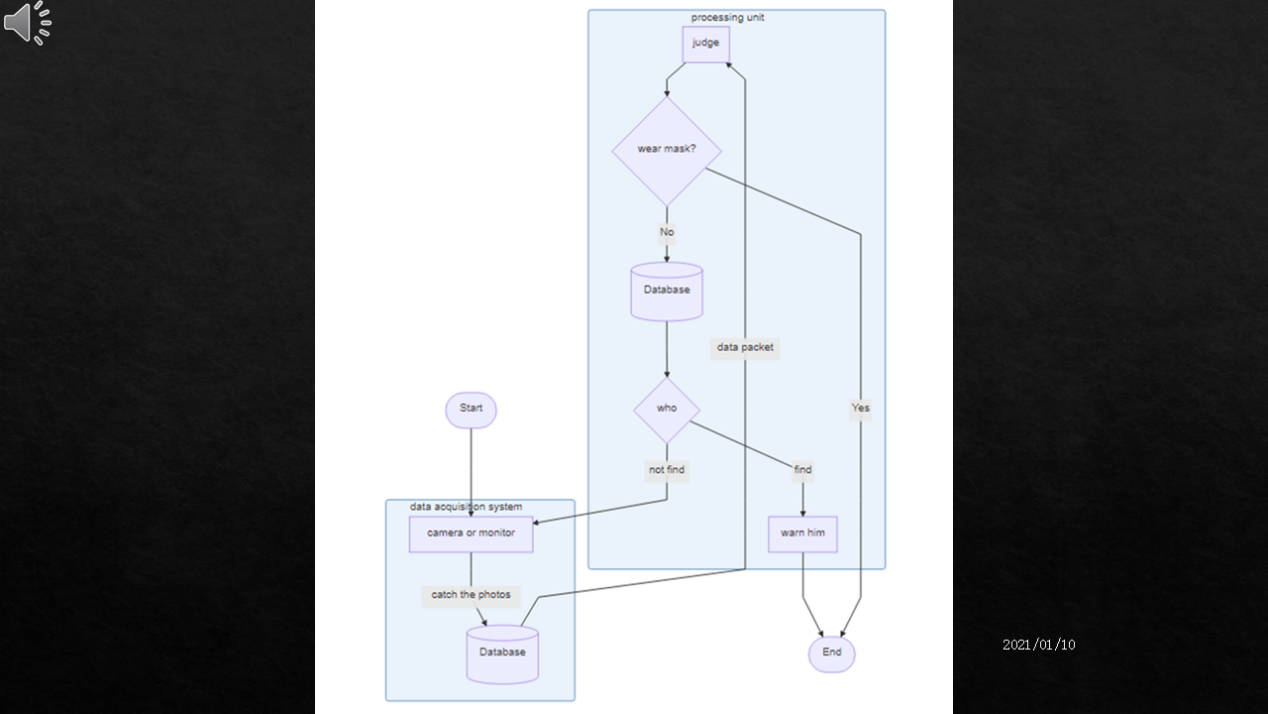 processing unit
judge
wear mask?
No
Database
data packet
who
Yes
not find
find
warn him
Start
data acquisition system
camera or monitor
catch the photos
Database
End
2021/01/10